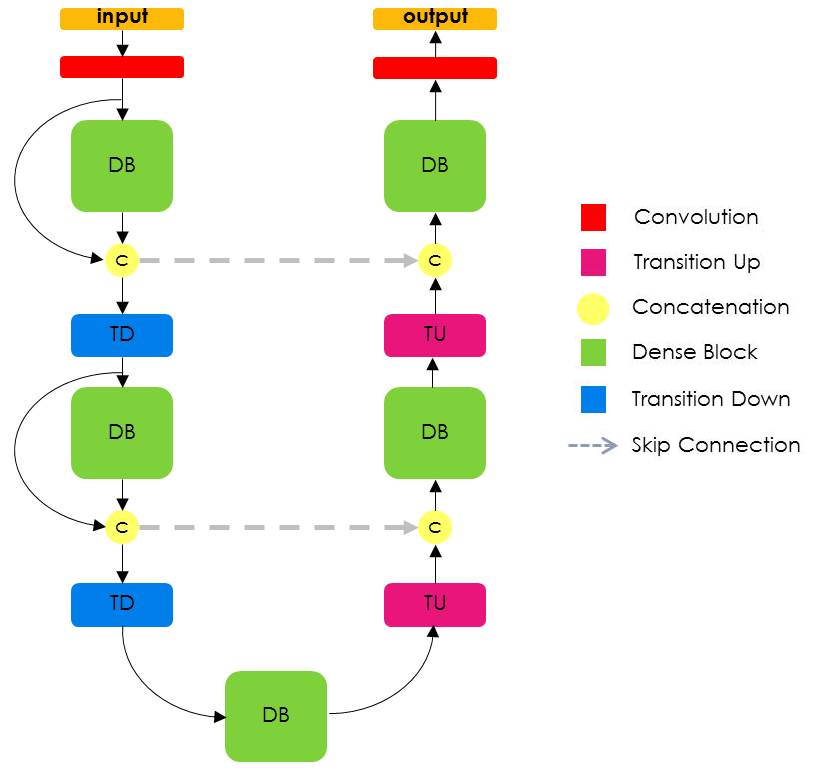 input
output
DB
DB
C
C
TD
TU
DB
DB
C
C
TD
TU
DB
Convolution
Transition Up
Concatenation
Dense Block
Transition Down
Skip Connection